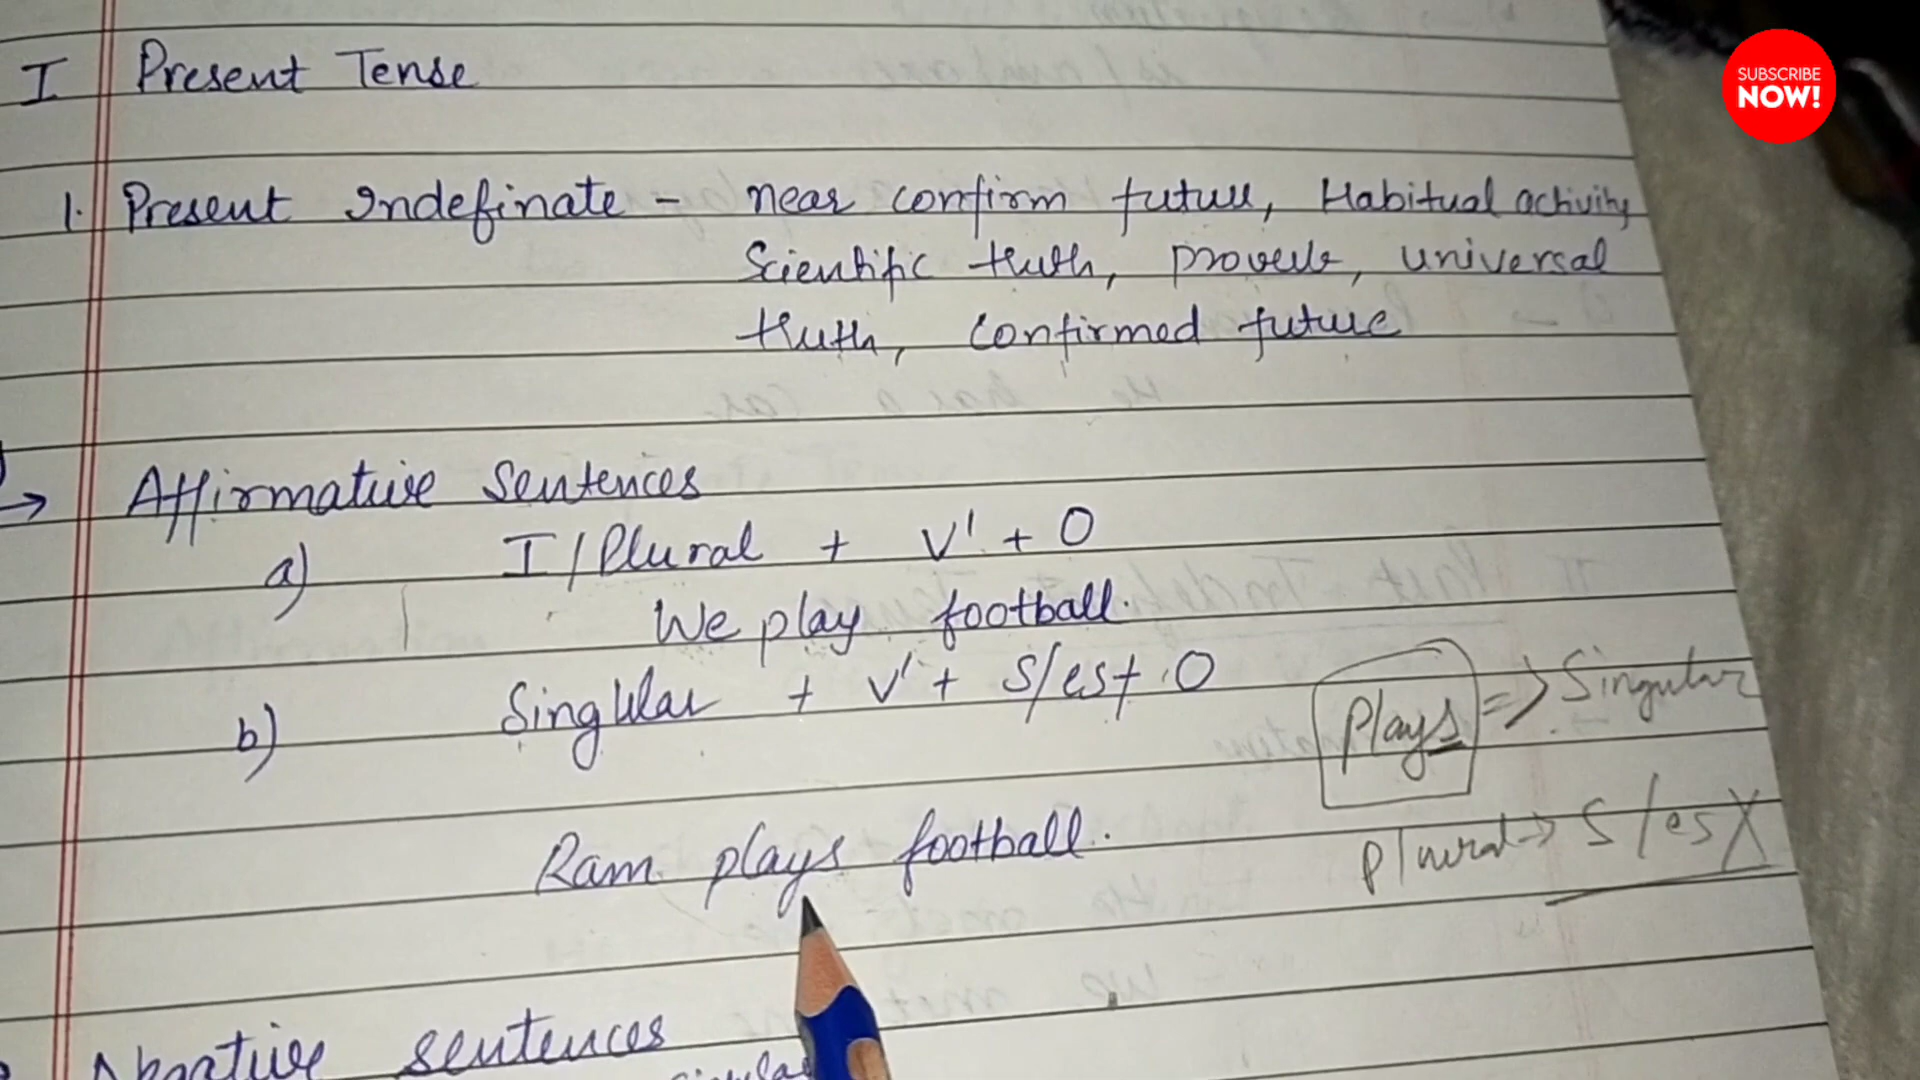 I Present Tense
SUBSCRIBE
NOW!
1. Present Indefinate - near confirm future, Habitual activity
Scientific truth, proverb, universal
truth, confirmed future
→ Affirmative Sentences
a) I/Plural + V' + O
We play football.
b) Singular + V' + S/es + O
Plays => Singular
Ram plays football.
Plural → S/es X
Negative sentences